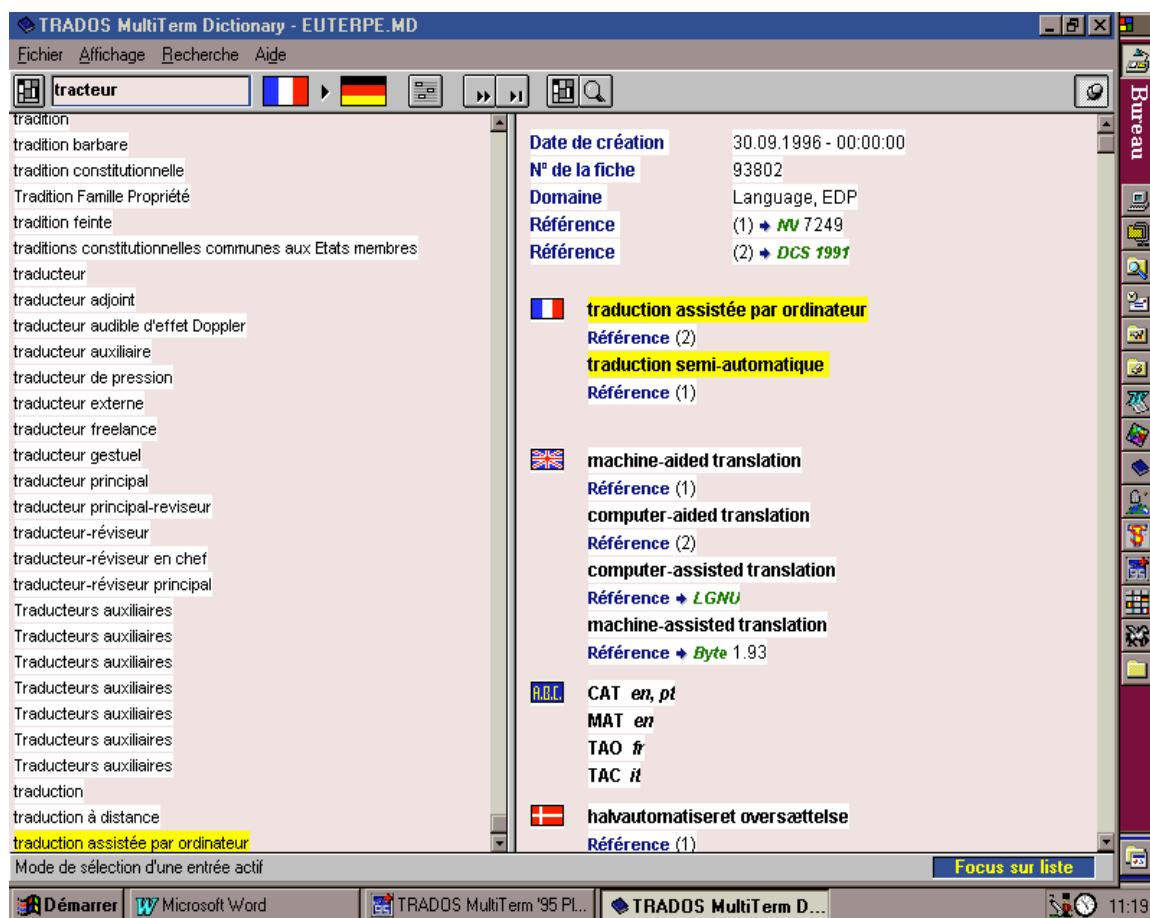 TRADOS MultiTerm Dictionary - EUTERPE.MD
Fichier Affichage Recherche Aide
tracteur
Bureau
tradition
tradition barbare
tradition constitutionnelle
Tradition Famille Propriété
tradition feinte
traditions constitutionnelles communes aux Etats membres
traducteur
traducteur adjoint
traducteur audible d'effet Doppler
traducteur auxiliaire
traducteur de pression
traducteur externe
traducteur freelance
traducteur gestuel
traducteur principal
traducteur principal-reviseur
traducteur-réviseur
traducteur-réviseur en chef
traducteur-réviseur principal
Traducteurs auxiliaires
Traducteurs auxiliaires
Traducteurs auxiliaires
Traducteurs auxiliaires
Traducteurs auxiliaires
Traducteurs auxiliaires
Traducteurs auxiliaires
traduction
traduction à distance
traduction assistée par ordinateur
Date de création 30.09.1996 - 00:00:00
Nº de la fiche 93802
Domaine Language, EDP
Référence (1) NV 7249
Référence (2) DCS 1991
traduction assistée par ordinateur
Référence (2)
traduction semi-automatique
Référence (1)
machine-aided translation
Référence (1)
computer-aided translation
Référence (2)
computer-assisted translation
Référence LGNU
machine-assisted translation
Référence Byte 1.93
A.B.C. CAT en, pt
MAT en
TAO fr
TAC it
halvautomatiseret oversættelse
Référence (1)
Mode de sélection d'une entrée actif
Focus sur liste
Démarrer Microsoft Word TRADOS MultiTerm '95 Pl... TRADOS MultiTerm D... 11:19